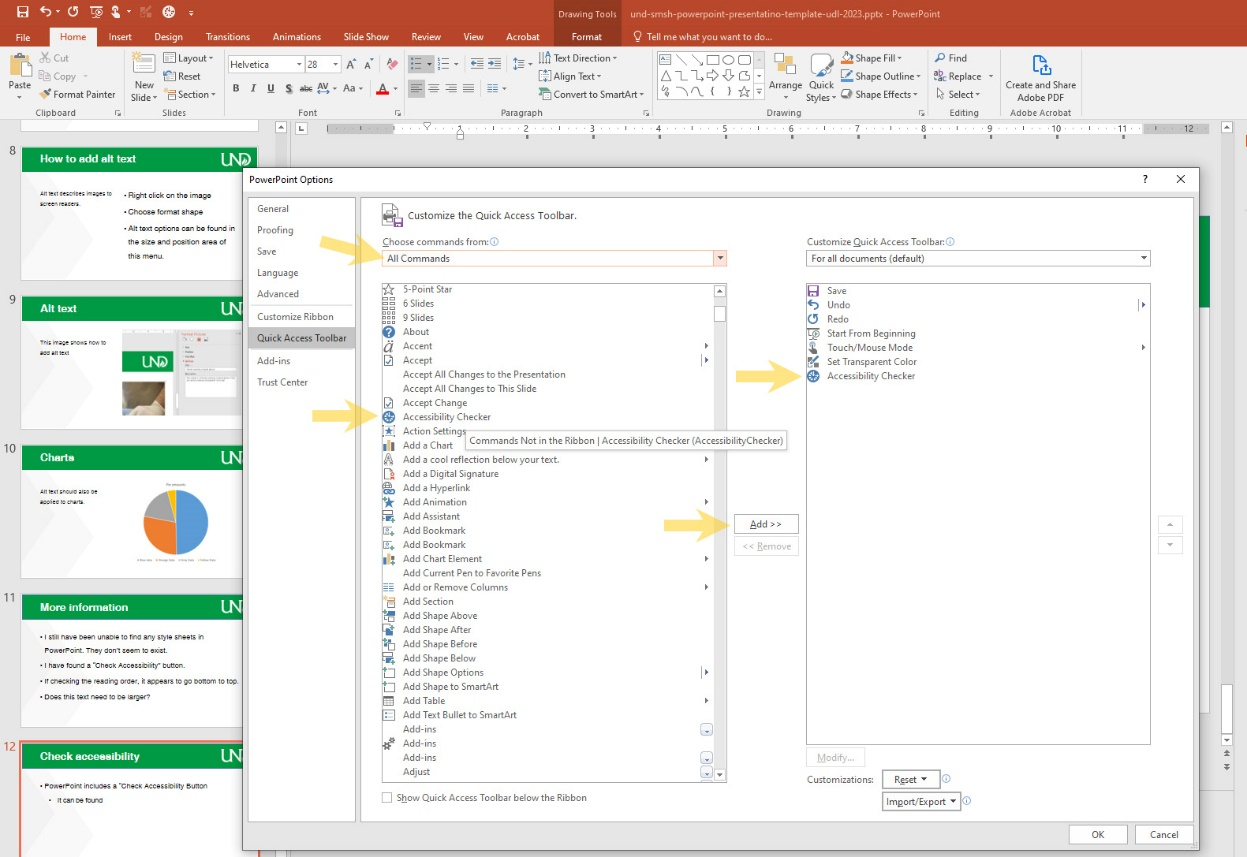 Drawing Tools
und-smsh-powerpoint-presentatino-template-udl-2023.pptx - PowerPoint
File Home Insert Design Transitions Animations Slide Show Review View Acrobat Format Tell me what you want to do...
Paste
Cut
Copy
Format Painter
Clipboard
New Slide
Layout
Reset
Section
Slides
Helvetica 28
B I U S abc AV Aa A
Font
Text Direction
Align Text
Convert to SmartArt
Paragraph
Arrange
Quick Styles
Shape Fill
Shape Outline
Shape Effects
Drawing
Find
Replace
Select
Editing
Create and Share Adobe PDF
Adobe Acrobat
1 2 3 4 5 6 7 8 9 10 11 12
8
How to add alt text
UND
Alt text describes images to
screen readers.
• Right click on the image
• Choose format shape
• Alt text options can be found in
the size and position area of
this menu.
9
Alt text
This image shows how to
add alt text
UND
10
Charts
Alt text should also be
applied to charts.
11
More information
• I still have been unable to find any style sheets in
PowerPoint. They don't seem to exist.
• I have found a "Check Accessibility" button.
• If checking the reading order, it appears to go bottom to top.
• Does this text need to be larger?
12
Check accessibility
• PowerPoint includes a "Check Accessibility Button
• It can be found
PowerPoint Options
?
General
Proofing
Save
Language
Advanced
Customize Ribbon
Quick Access Toolbar
Add-ins
Trust Center
Customize the Quick Access Toolbar.
Choose commands from:
All Commands
5-Point Star
6 Slides
9 Slides
About
Accent
Accept
Accept All Changes to the Presentation
Accept All Changes to This Slide
Accept Change
Accessibility Checker
Action Settings
Commands Not in the Ribbon | Accessibility Checker (AccessibilityChecker)
Add a Chart
Add a cool reflection below your text.
Add a Digital Signature
Add a Hyperlink
Add Animation
Add Assistant
Add Bookmark
Add Bookmark
Add Chart Element
Add Current Pen to Favorite Pens
Add or Remove Columns
Add Section
Add Shape Above
Add Shape After
Add Shape Before
Add Shape Below
Add Shape Options
Add Shape to SmartArt
Add Table
Add Text Bullet to SmartArt
Add-ins
Add-ins
Add-ins
Adjust
Show Quick Access Toolbar below the Ribbon
Add >>
<< Remove
Customize Quick Access Toolbar:
For all documents (default)
Save
Undo
Redo
Start From Beginning
Touch/Mouse Mode
Set Transparent Color
Accessibility Checker
Modify...
Customizations:
Reset
Import/Export
OK
Cancel